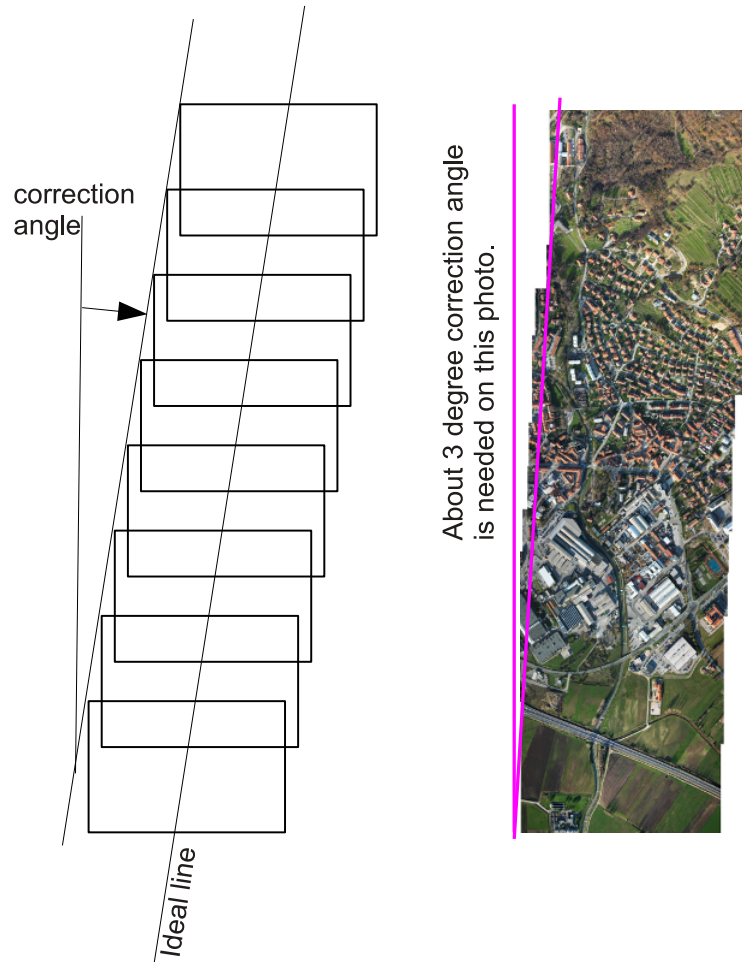 correction
angle
Ideal line
About 3 degree correction angle
is needed on this photo.